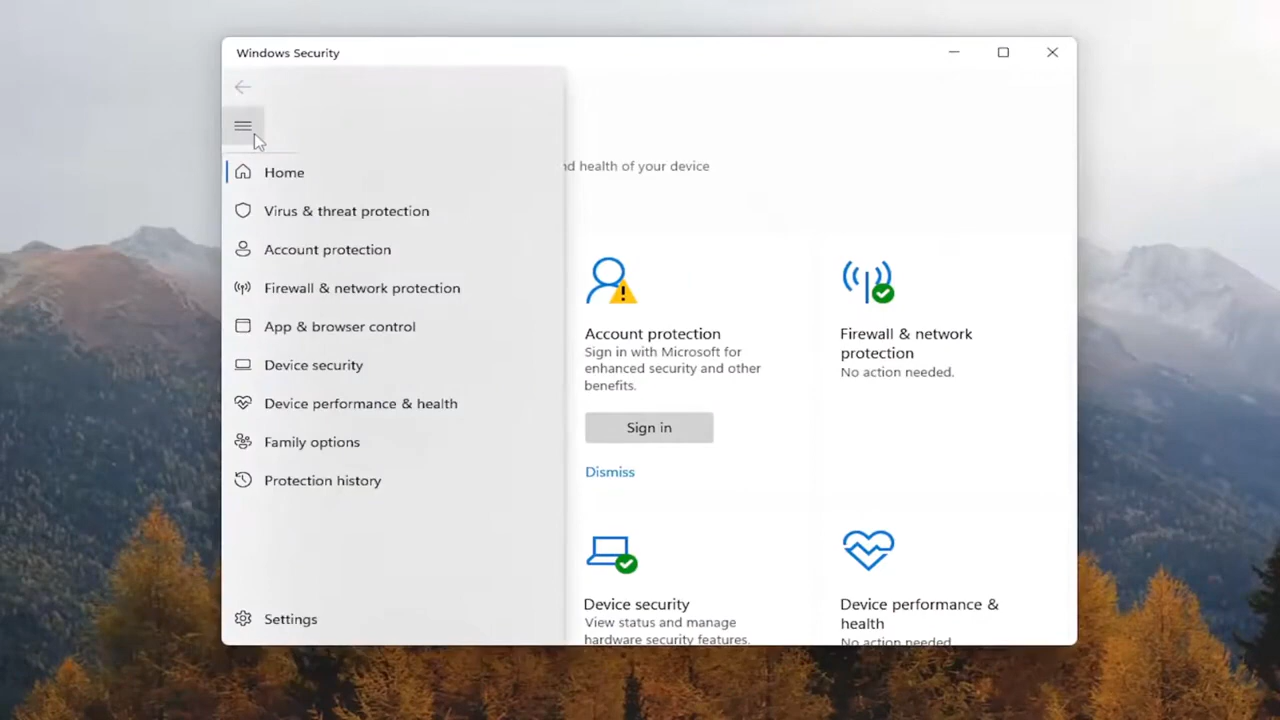 Windows Security
Home
Virus & threat protection
Account protection
Firewall & network protection
App & browser control
Device security
Device performance & health
Family options
Protection history
Settings
nd health of your device
Account protection
Sign in with Microsoft for
enhanced security and other
benefits.
Sign in
Dismiss
Firewall & network
protection
No action needed.
Device security
View status and manage
hardware security features.
Device performance &
health
No action needed